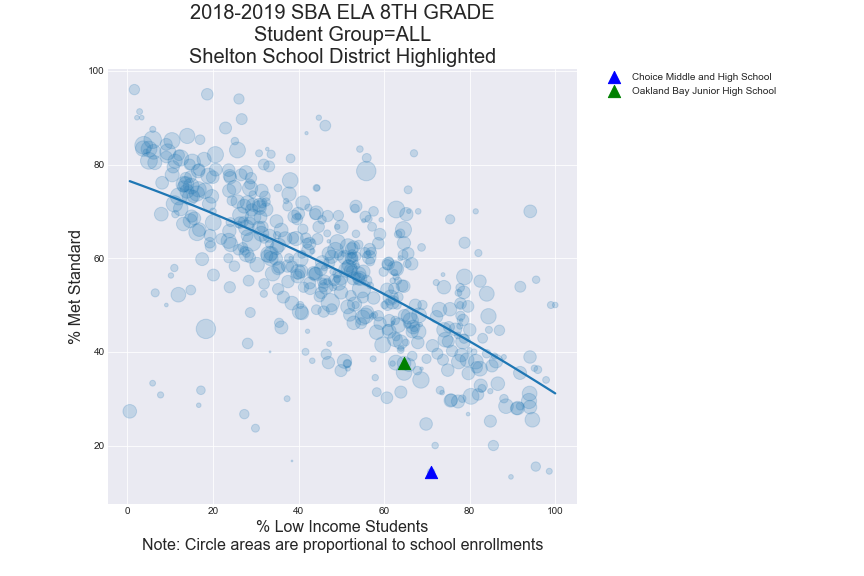 2018-2019 SBA ELA 8TH GRADE
Student Group=ALL
Shelton School District Highlighted
Choice Middle and High School
Oakland Bay Junior High School
% Met Standard
100
80
60
40
20
0 20 40 60 80 100
% Low Income Students
Note: Circle areas are proportional to school enrollments